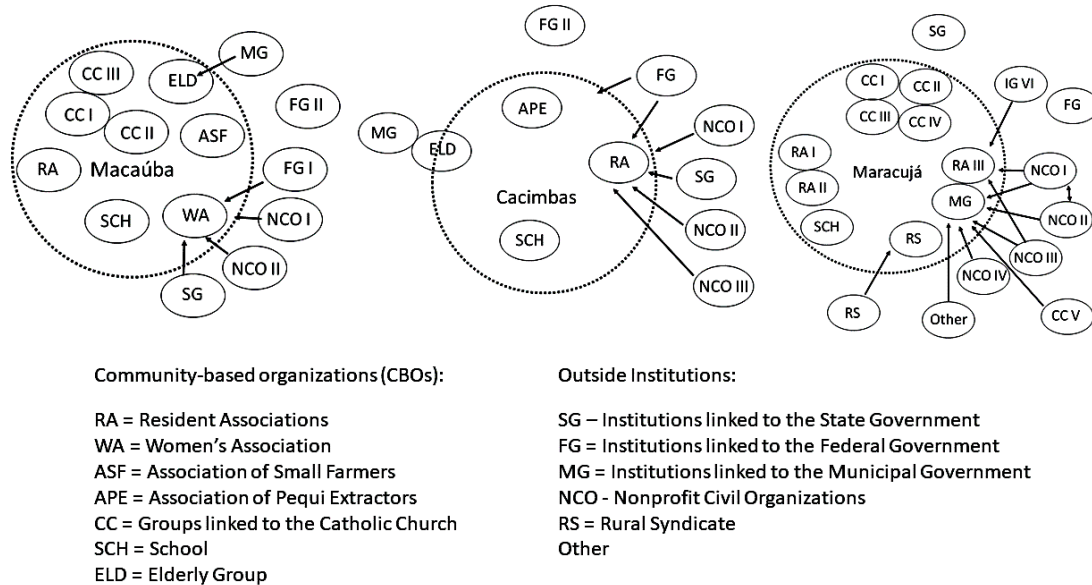 CC III
ELD
MG
CC I
CC II
ASF
FG II
RA
Macaúba
FG I
SCH
WA
NCO I
NCO II
SG
FG II
FG
APE
NCO I
MG
ELD
RA
SG
Cacimbas
NCO II
SCH
NCO III
SG
CC I
CC II
IG VI
FG
CC III
CC IV
RA I
Maracujá
RA III
NCO I
RA II
MG
NCO II
SCH
RS
NCO III
NCO IV
RS
Other
CC V
Community-based organizations (CBOs):
RA = Resident Associations
WA = Women's Association
ASF = Association of Small Farmers
APE = Association of Pequi Extractors
CC = Groups linked to the Catholic Church
SCH = School
ELD = Elderly Group
Outside Institutions:
SG – Institutions linked to the State Government
FG = Institutions linked to the Federal Government
MG = Institutions linked to the Municipal Government
NCO - Nonprofit Civil Organizations
RS = Rural Syndicate
Other